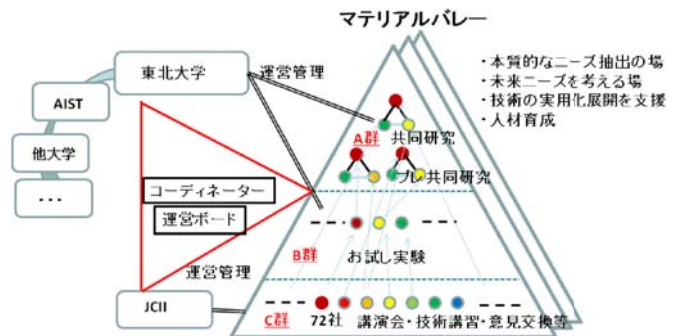 マテリアルバレー
東北大学
運営管理
・本質的なニーズ抽出の場
・未来ニーズを考える場
・技術の実用化展開を支援
・人材育成
AIST
他大学
・・・
A群 共同研究
プレ共同研究
コーディネーター
運営ボード
B群 お試し実験
運営管理
JCII
C群 72社 講演会・技術講習・意見交換等